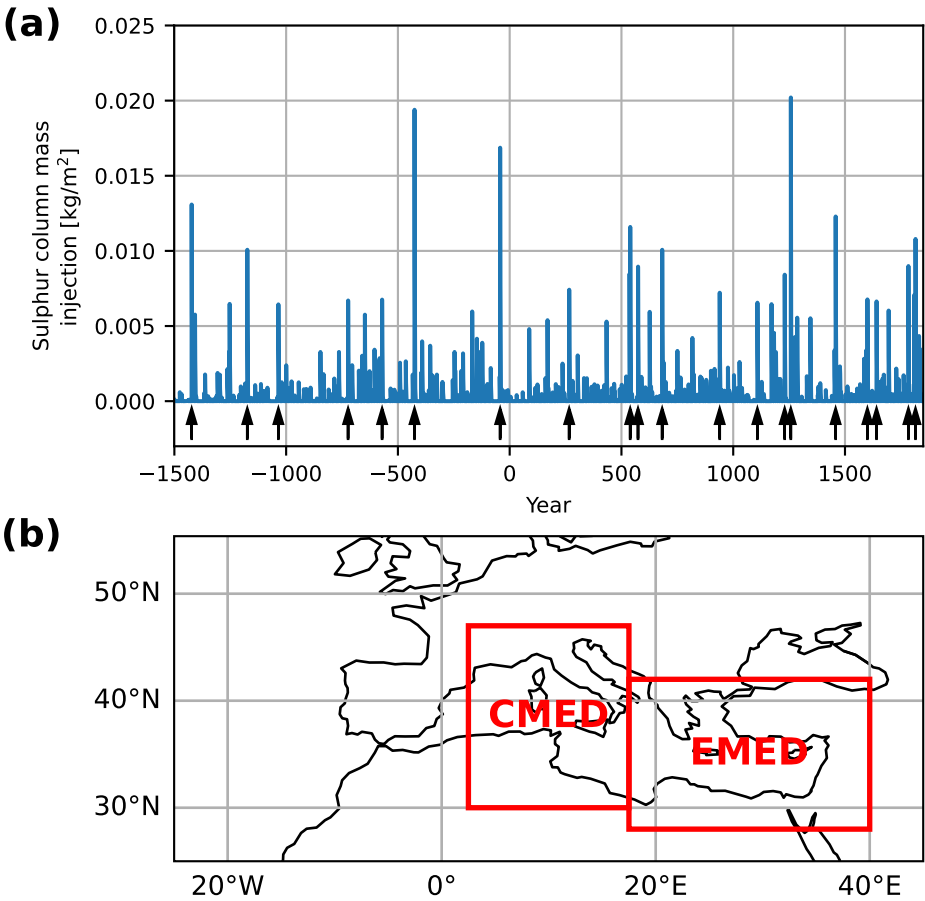 (a)
0.025
0.020
0.015
0.010
0.005
0.000
Sulphur column mass
injection [kg/m²]
−1500 −1000 −500 0 500 1000 1500
Year
(b)
50°N
40°N
30°N
CMED
EMED
20°W 0° 20°E 40°E